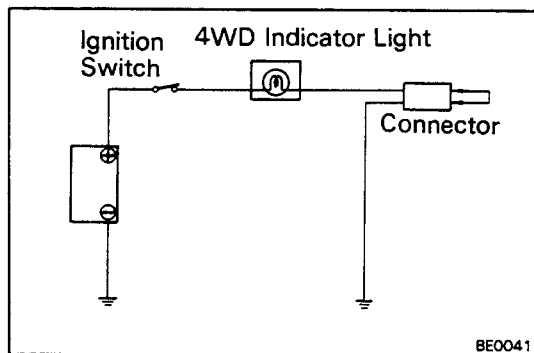 Ignition
Switch
4WD Indicator Light
Connector
+
−
BE0041